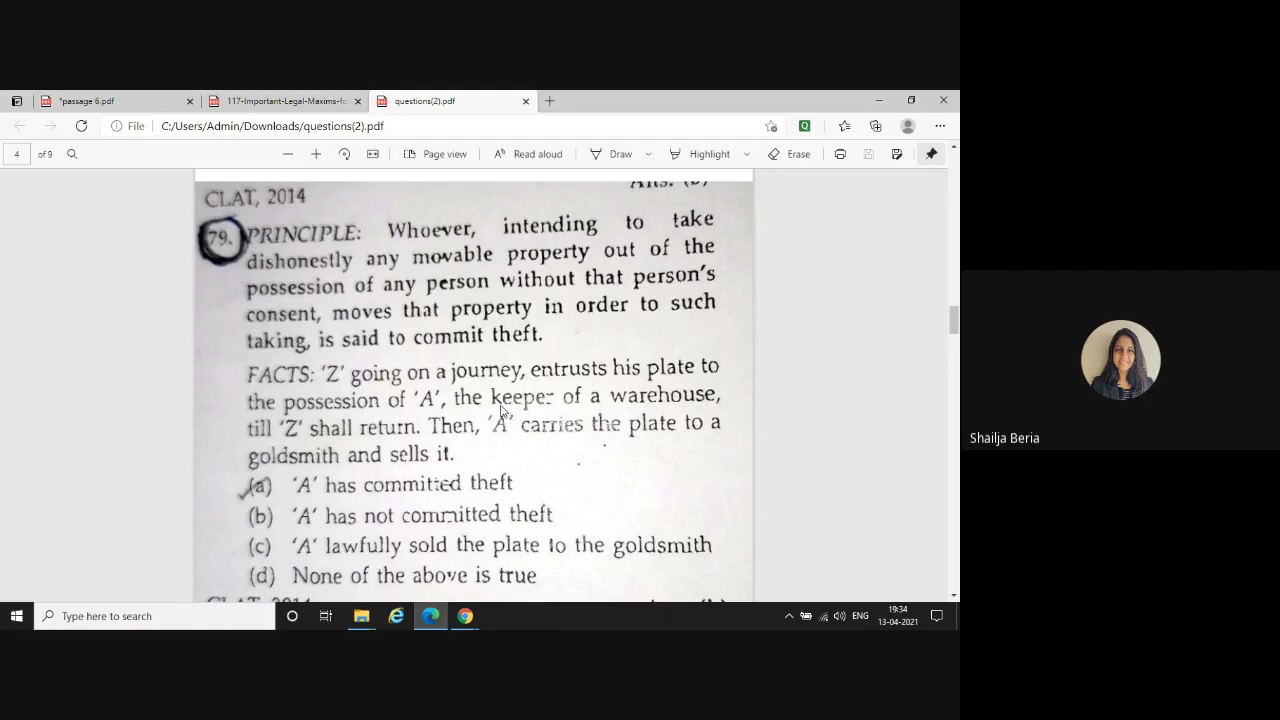 *passage 6.pdf
117-Important-Legal-Maxims-fo
questions(2).pdf
File C:/Users/Admin/Downloads/questions(2).pdf
4 of 9 Page view Read aloud Draw Highlight Erase
Ans. (b)
CLAT, 2014
79. PRINCIPLE: Whoever, intending to take
dishonestly any movable property out of the
possession of any person without that person's
consent, moves that property in order to such
taking, is said to commit theft.
FACTS: 'Z' going on a journey, entrusts his plate to
the possession of 'A', the keeper of a warehouse,
till 'Z' shall return. Then, 'A' carries the plate to a
goldsmith and sells it.
(a) 'A' has committed theft
(b) 'A' has not committed theft
(c) 'A' lawfully sold the plate to the goldsmith
(d) None of the above is true
CLAT, 2014
Shailja Beria
Type here to search
ENG
19:34
13-04-2021